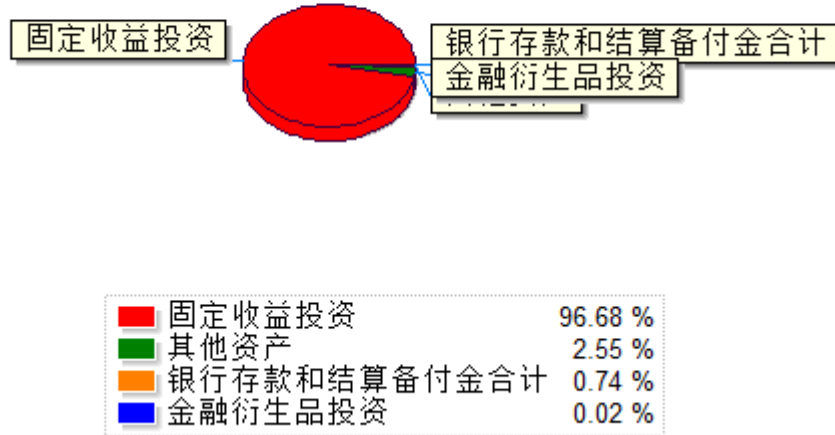 固定收益投资
银行存款和结算备付金合计
金融衍生品投资
固定收益投资 96.68 %
其他资产 2.55 %
银行存款和结算备付金合计 0.74 %
金融衍生品投资 0.02 %